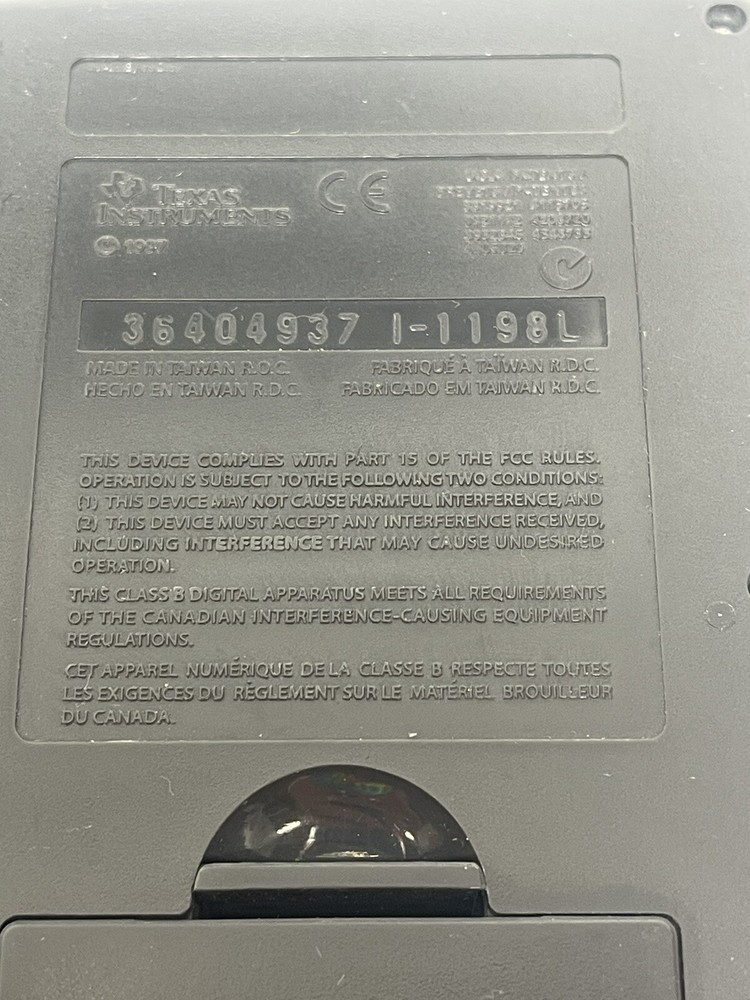 TEXAS
INSTRUMENTS
CE
36404937 I-1198L
MADE IN TAIWAN R.O.C. FABRIQUÉ À TAÏWAN R.D.C.
HECHO EN TAIWAN R.D.C. FABRICADO EM TAIWAN R.D.C.
THIS DEVICE COMPLIES WITH PART 15 OF THE FCC RULES.
OPERATION IS SUBJECT TO THE FOLLOWING TWO CONDITIONS:
(1) THIS DEVICE MAY NOT CAUSE HARMFUL INTERFERENCE, AND
(2) THIS DEVICE MUST ACCEPT ANY INTERFERENCE RECEIVED,
INCLUDING INTERFERENCE THAT MAY CAUSE UNDESIRED
OPERATION.
THIS CLASS B DIGITAL APPARATUS MEETS ALL REQUIREMENTS
OF THE CANADIAN INTERFERENCE-CAUSING EQUIPMENT
REGULATIONS.
CET APPAREL NUMÉRIQUE DE LA CLASSE B RESPECTE TOUTES
LES EXIGENCES DU RÈGLEMENT SUR LE MATÉRIEL BROUILLEUR
DU CANADA.